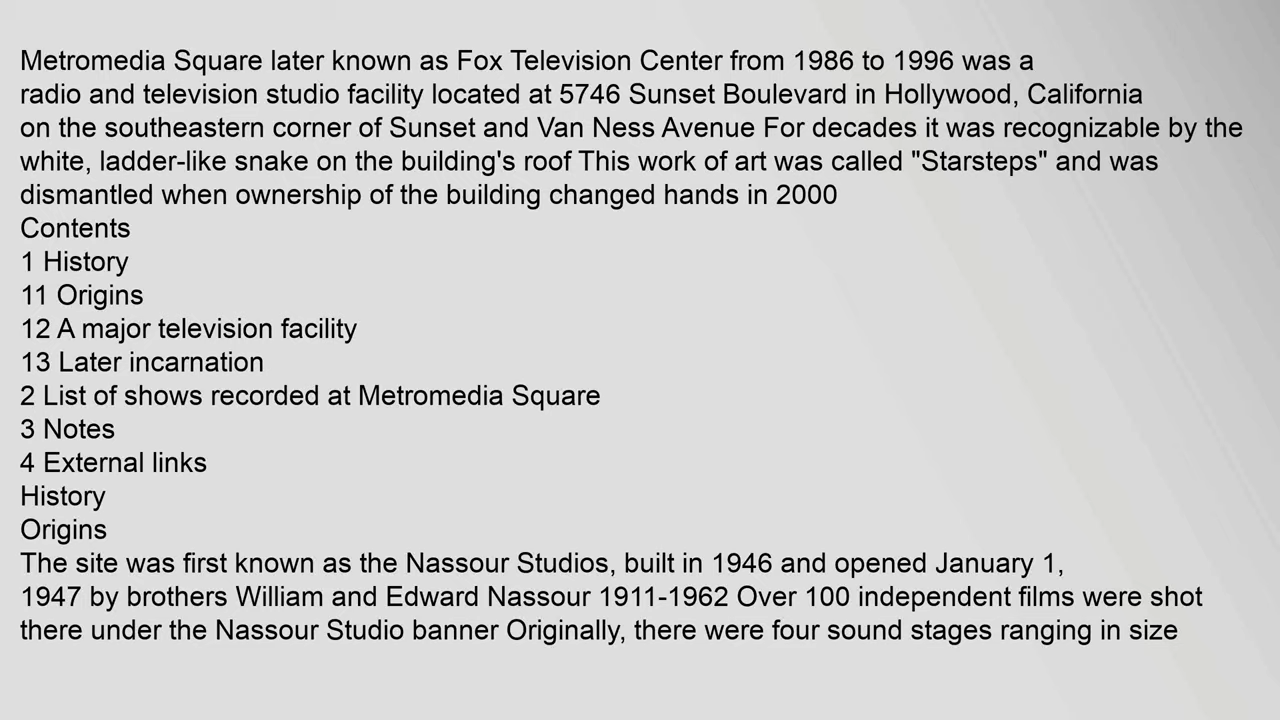 Metromedia Square later known as Fox Television Center from 1986 to 1996 was a
radio and television studio facility located at 5746 Sunset Boulevard in Hollywood, California
on the southeastern corner of Sunset and Van Ness Avenue For decades it was recognizable by the
white, ladder-like snake on the building's roof This work of art was called "Starsteps" and was
dismantled when ownership of the building changed hands in 2000
Contents
1 History
11 Origins
12 A major television facility
13 Later incarnation
2 List of shows recorded at Metromedia Square
3 Notes
4 External links
History
Origins
The site was first known as the Nassour Studios, built in 1946 and opened January 1,
1947 by brothers William and Edward Nassour 1911-1962 Over 100 independent films were shot
there under the Nassour Studio banner Originally, there were four sound stages ranging in size